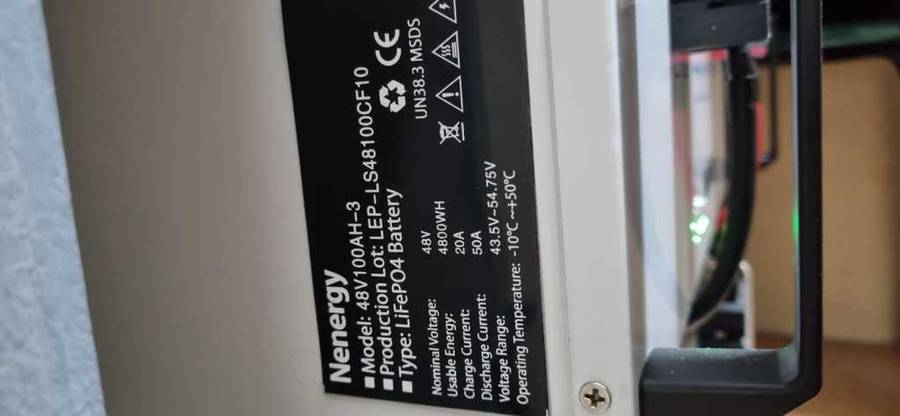 Nenergy
■ Model: 48V100AH-3
■ Production Lot: LEP-LS48100CF10
■ Type: LiFePO4 Battery
UN38.3 MSDS
Nominal Voltage: 48V
Usable Energy: 4800WH
Charge Current: 20A
Discharge Current: 50A
Voltage Range: 43.5V~54.75V
Operating Temperature: -10℃~+50℃